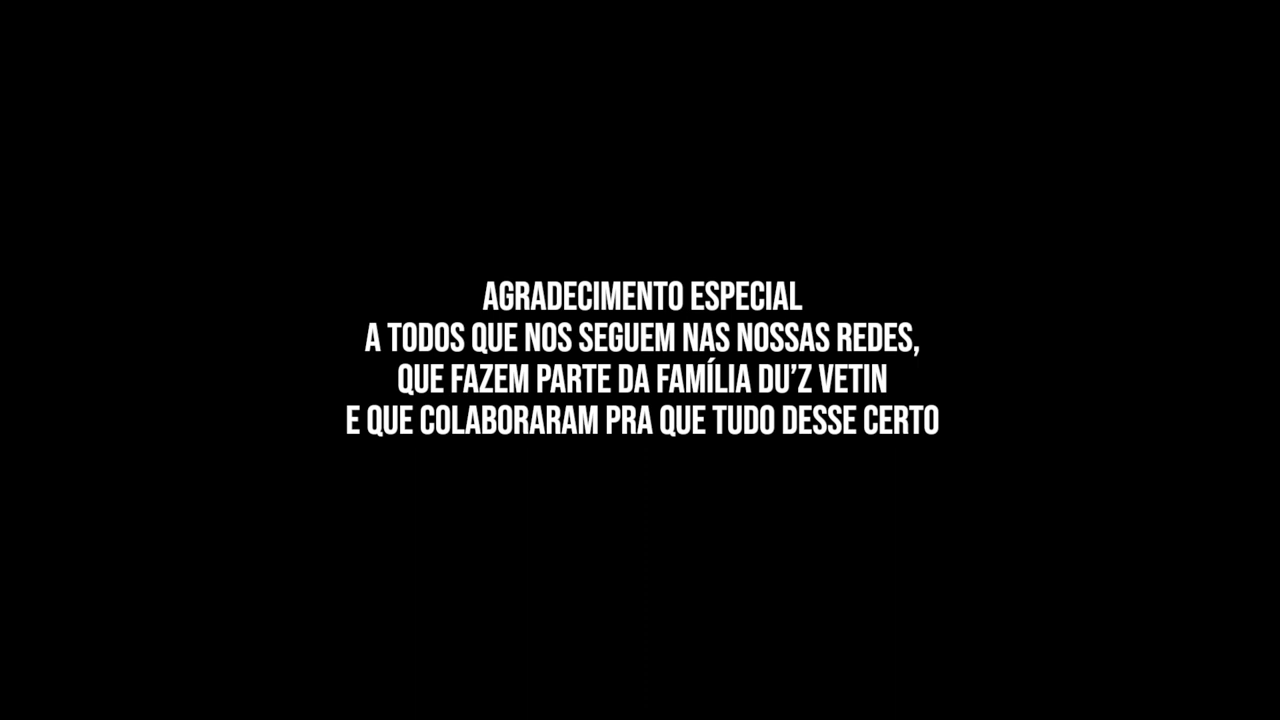 AGRADECIMENTO ESPECIAL
A TODOS QUE NOS SEGUEM NAS NOSSAS REDES,
QUE FAZEM PARTE DA FAMÍLIA DU’Z VETIN
E QUE COLABORARAM PRA QUE TUDO DESSE CERTO